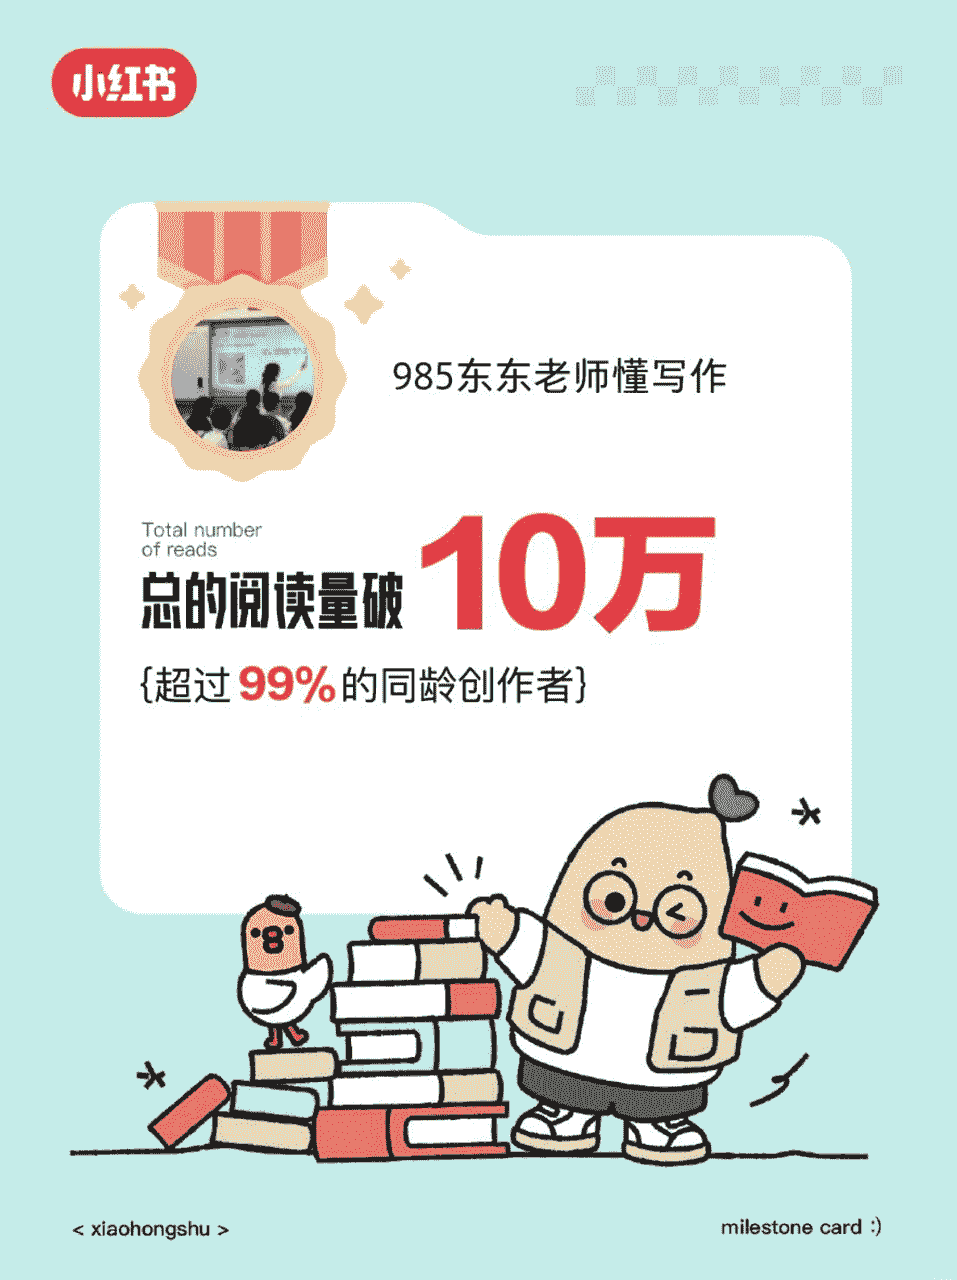 小红书
985东东老师懂写作
Total number
of reads
总的阅读量破 10万
{超过 99% 的同龄创作者}
< xiaohongshu >
milestone card :)